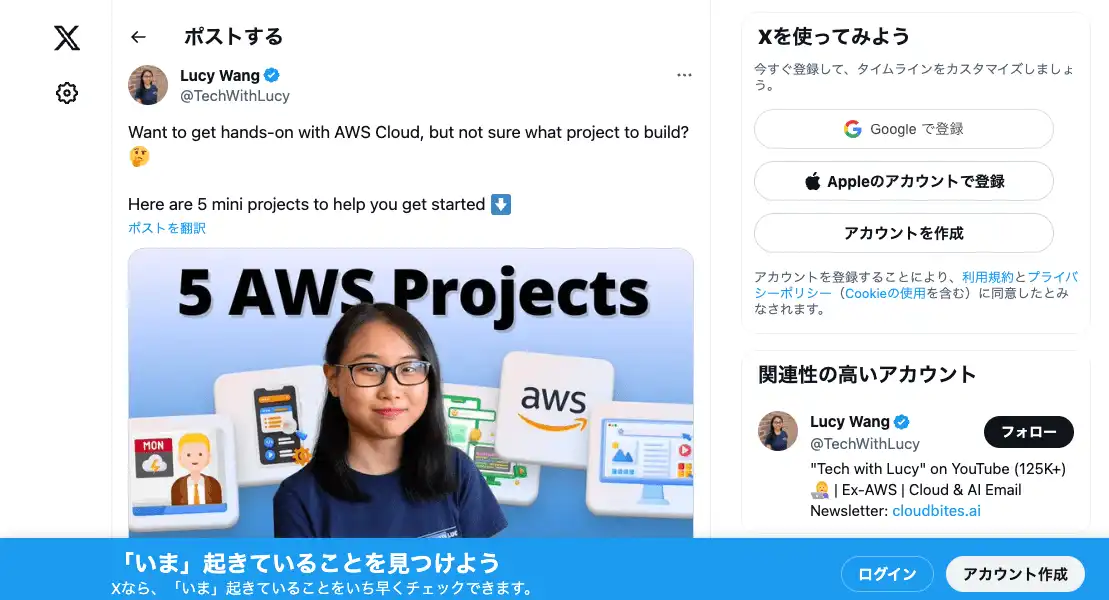 ポストする
Lucy Wang
@TechWithLucy
Want to get hands-on with AWS Cloud, but not sure what project to build?
🤔
Here are 5 mini projects to help you get started ⬇️
ポストを翻訳
5 AWS Projects
MON
aws
Xを使ってみよう
今すぐ登録して、タイムラインをカスタマイズしましょ
う。
Google で登録
Appleのアカウントで登録
アカウントを作成
アカウントを登録することにより、利用規約とプライバ
シーポリシー（Cookieの使用を含む）に同意したとみ
なされます。
関連性の高いアカウント
Lucy Wang
@TechWithLucy
フォロー
"Tech with Lucy" on YouTube (125K+)
👩‍💻 | Ex-AWS | Cloud & AI Email
Newsletter: cloudbites.ai
「いま」起きていることを見つけよう
Xなら、「いま」起きていることをいち早くチェックできます。
ログイン
アカウント作成